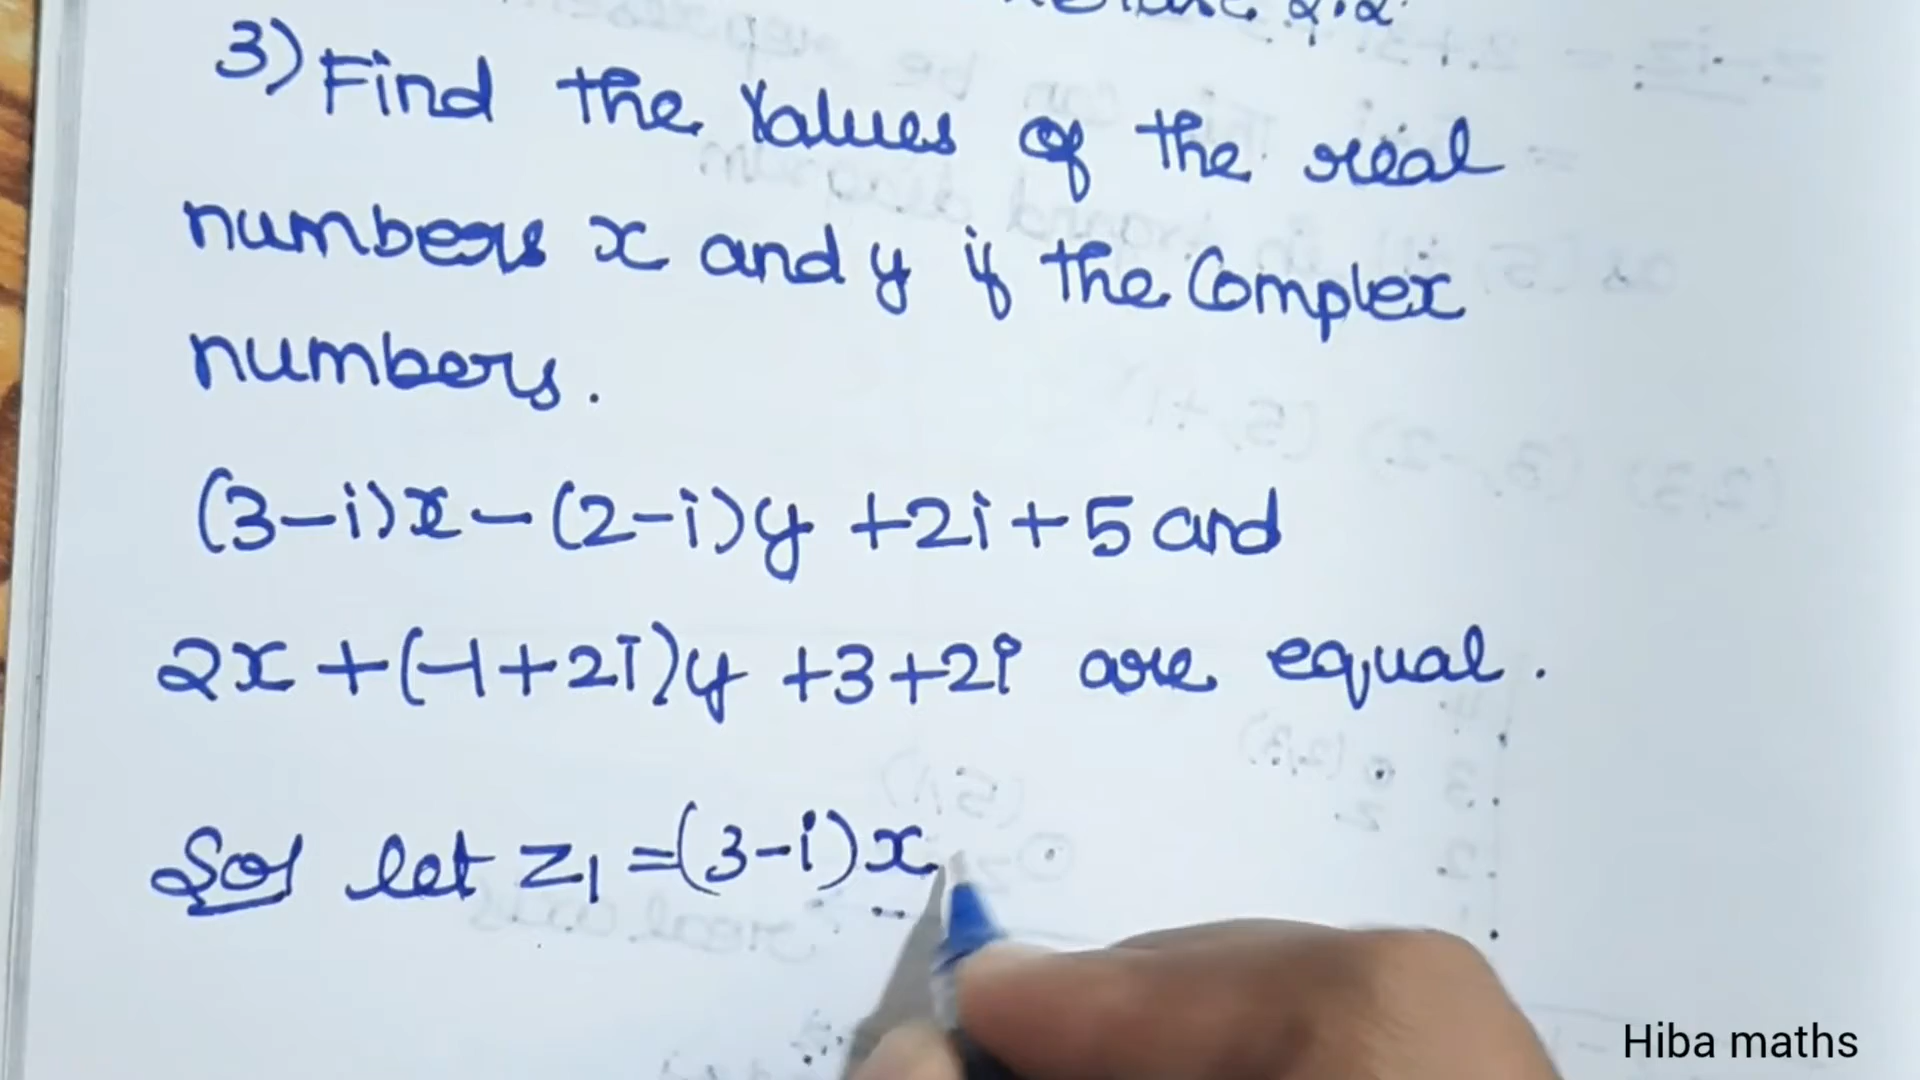 3) Find the values of the real
numbers x and y if the Complex
numbers.
(3-i)x-(2-i)y +2i+5 and
2x+(-1+2i)y +3+2i are equal.
Sol let z₁ =(3-i)x
Hiba maths